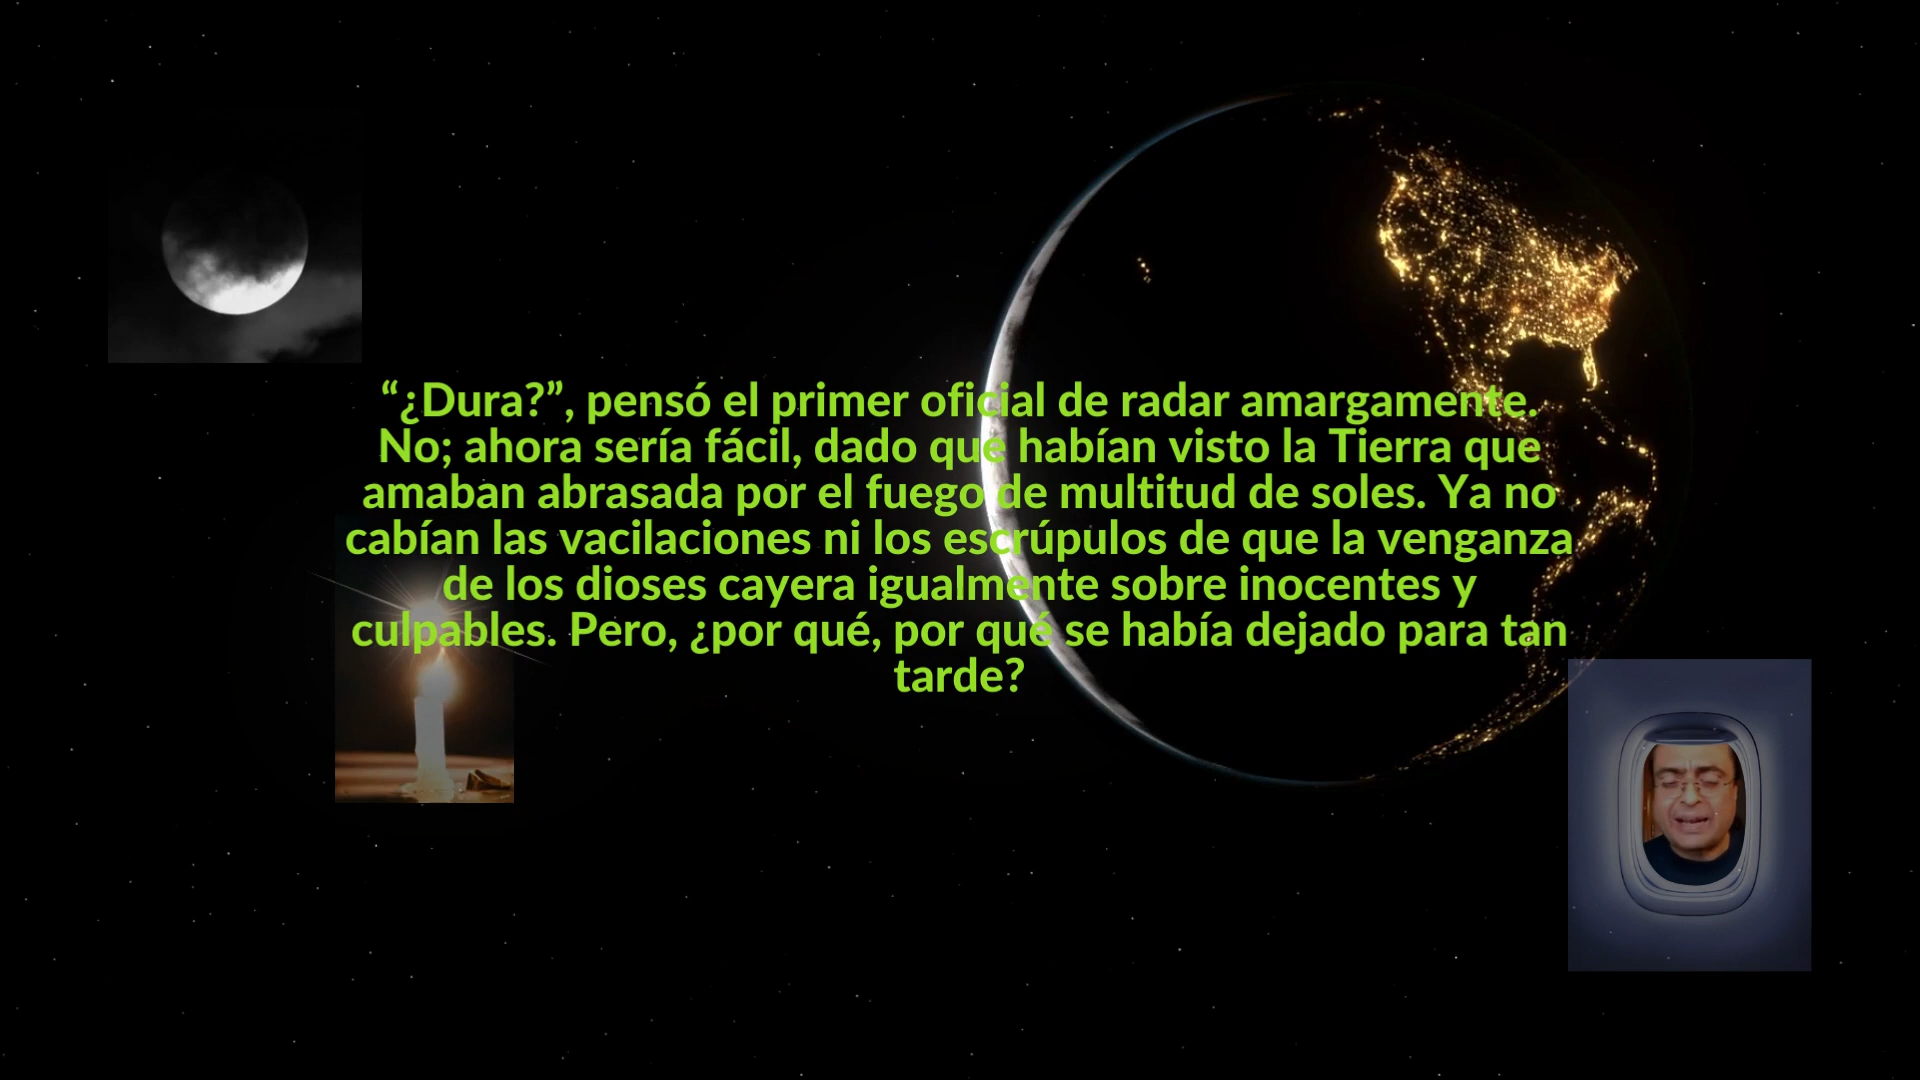 “¿Dura?”, pensó el primer oficial de radar amargamente.
No; ahora sería fácil, dado que habían visto la Tierra que
amaban abrasada por el fuego de multitud de soles. Ya no
cabían las vacilaciones ni los escrúpulos de que la venganza
de los dioses cayera igualmente sobre inocentes y
culpables. Pero, ¿por qué, por qué se había dejado para tan
tarde?